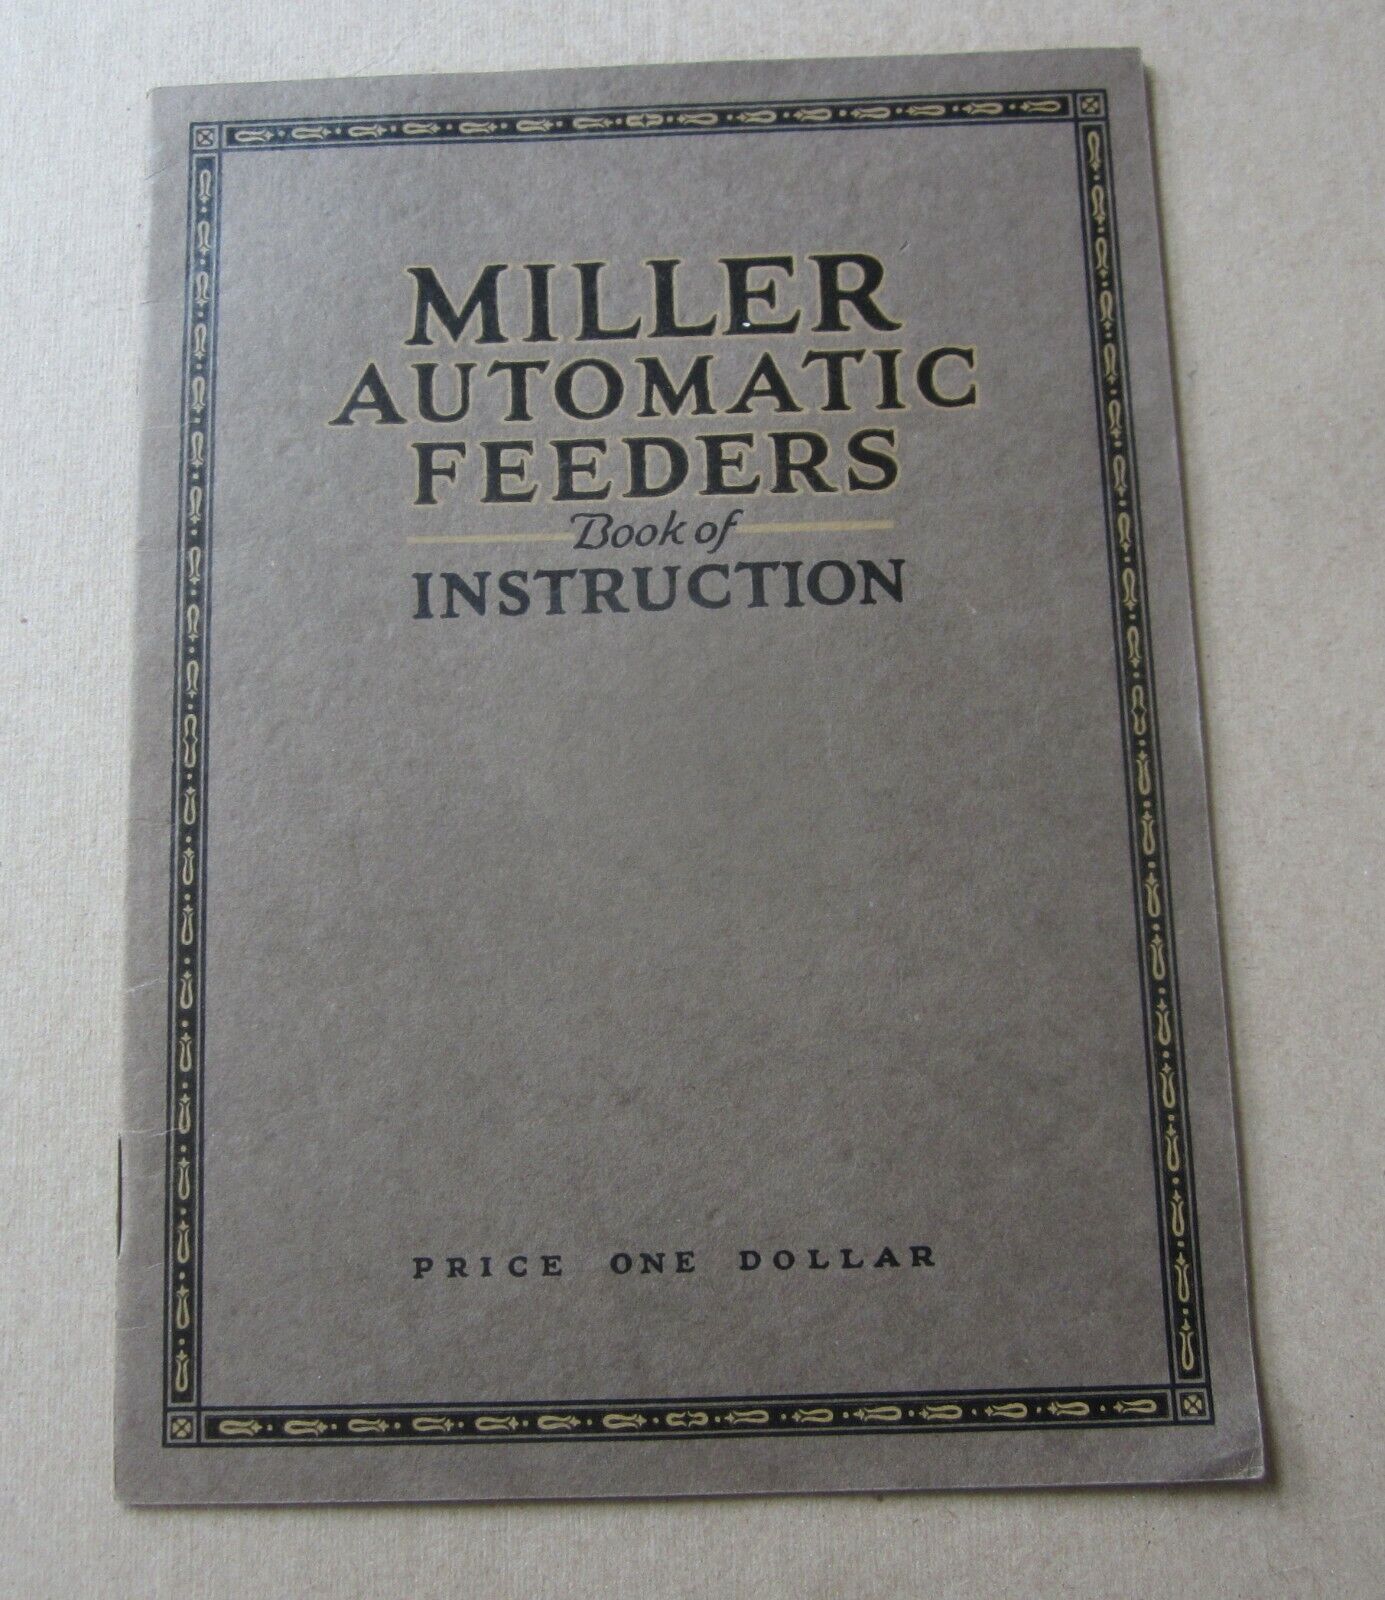 MILLER
AUTOMATIC
FEEDERS
Book of
INSTRUCTION
PRICE ONE DOLLAR